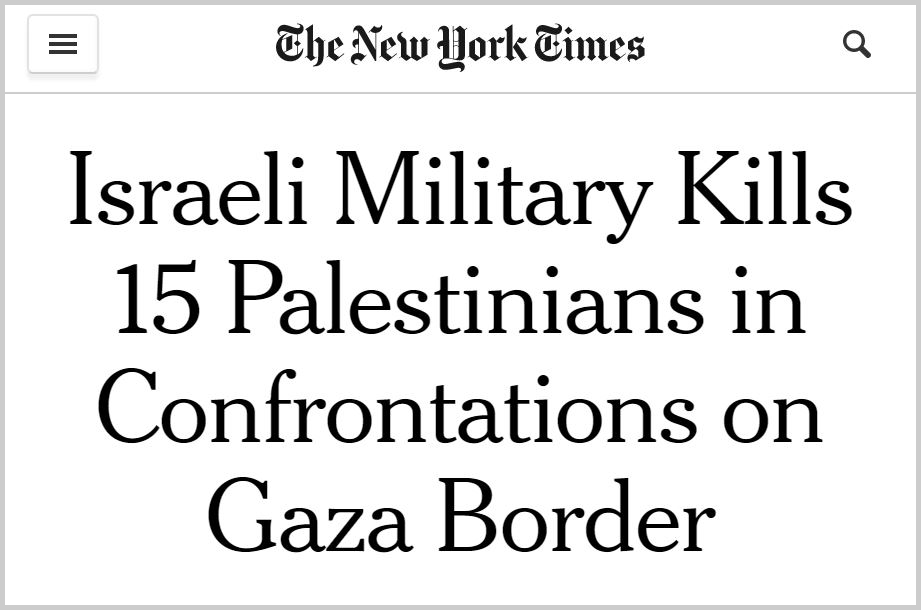 The New York Times
Israeli Military Kills
15 Palestinians in
Confrontations on
Gaza Border